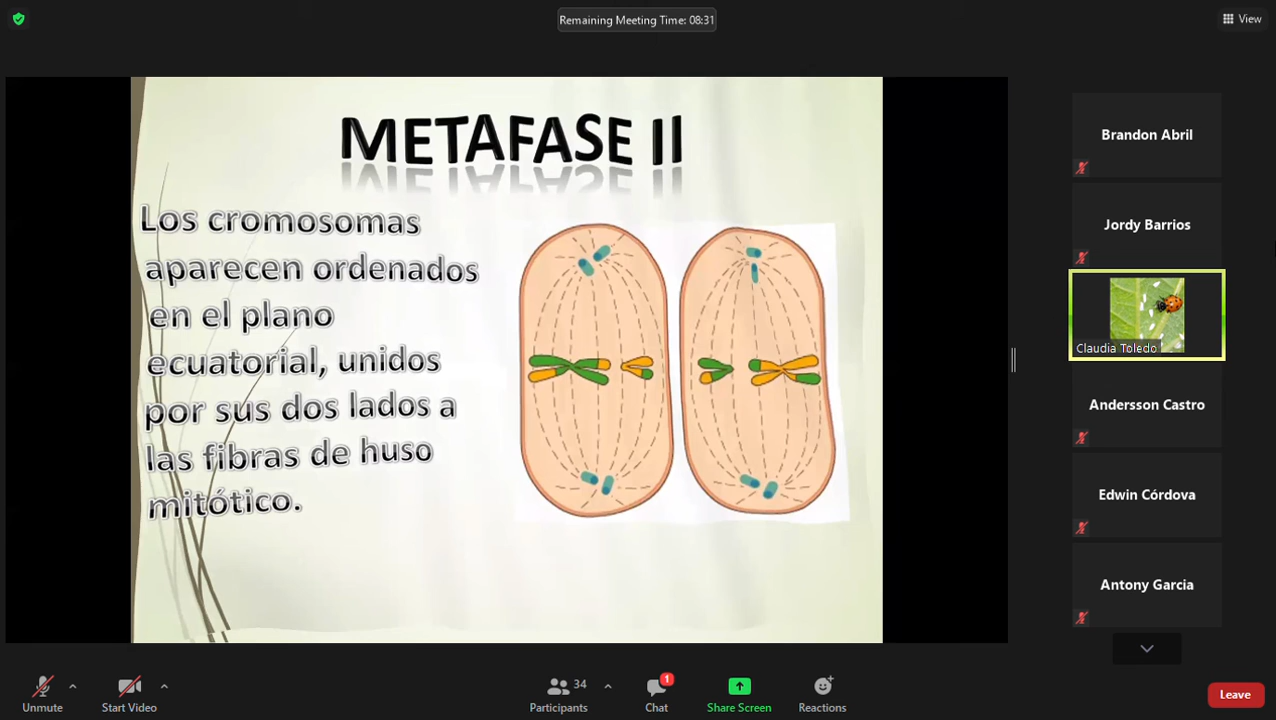 Remaining Meeting Time: 08:31
View
METAFASE II
Los cromosomas
aparecen ordenados
en el plano
ecuatorial, unidos
por sus dos lados a
las fibras de huso
mitótico.
Brandon Abril
Jordy Barrios
Claudia Toledo
Andersson Castro
Edwin Córdova
Antony Garcia
Unmute
Start Video
34
Participants
1
Chat
Share Screen
Reactions
Leave